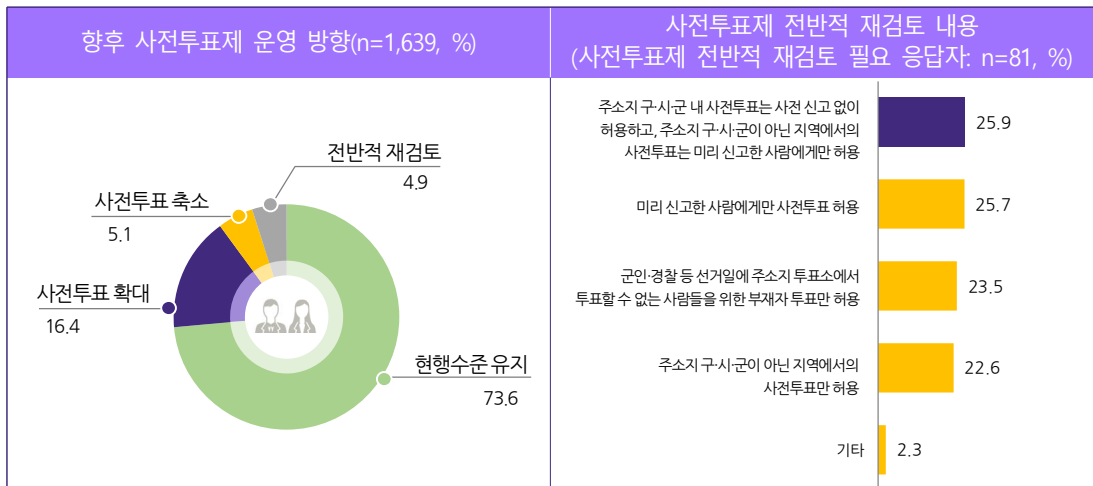 향후 사전투표제 운영 방향(n=1,639, %)
전반적 재검토
4.9
사전투표 축소
5.1
사전투표 확대
16.4
현행수준 유지
73.6
사전투표제 전반적 재검토 내용
(사전투표제 전반적 재검토 필요 응답자: n=81, %)
주소지 구·시·군 내 사전투표는 사전 신고 없이
허용하고, 주소지 구·시·군이 아닌 지역에서의
사전투표는 미리 신고한 사람에게만 허용
25.9
미리 신고한 사람에게만 사전투표 허용
25.7
군인·경찰 등 선거일에 주소지 투표소에서
투표할 수 없는 사람들을 위한 부재자 투표만 허용
23.5
주소지 구·시·군이 아닌 지역에서의
사전투표만 허용
22.6
기타
2.3